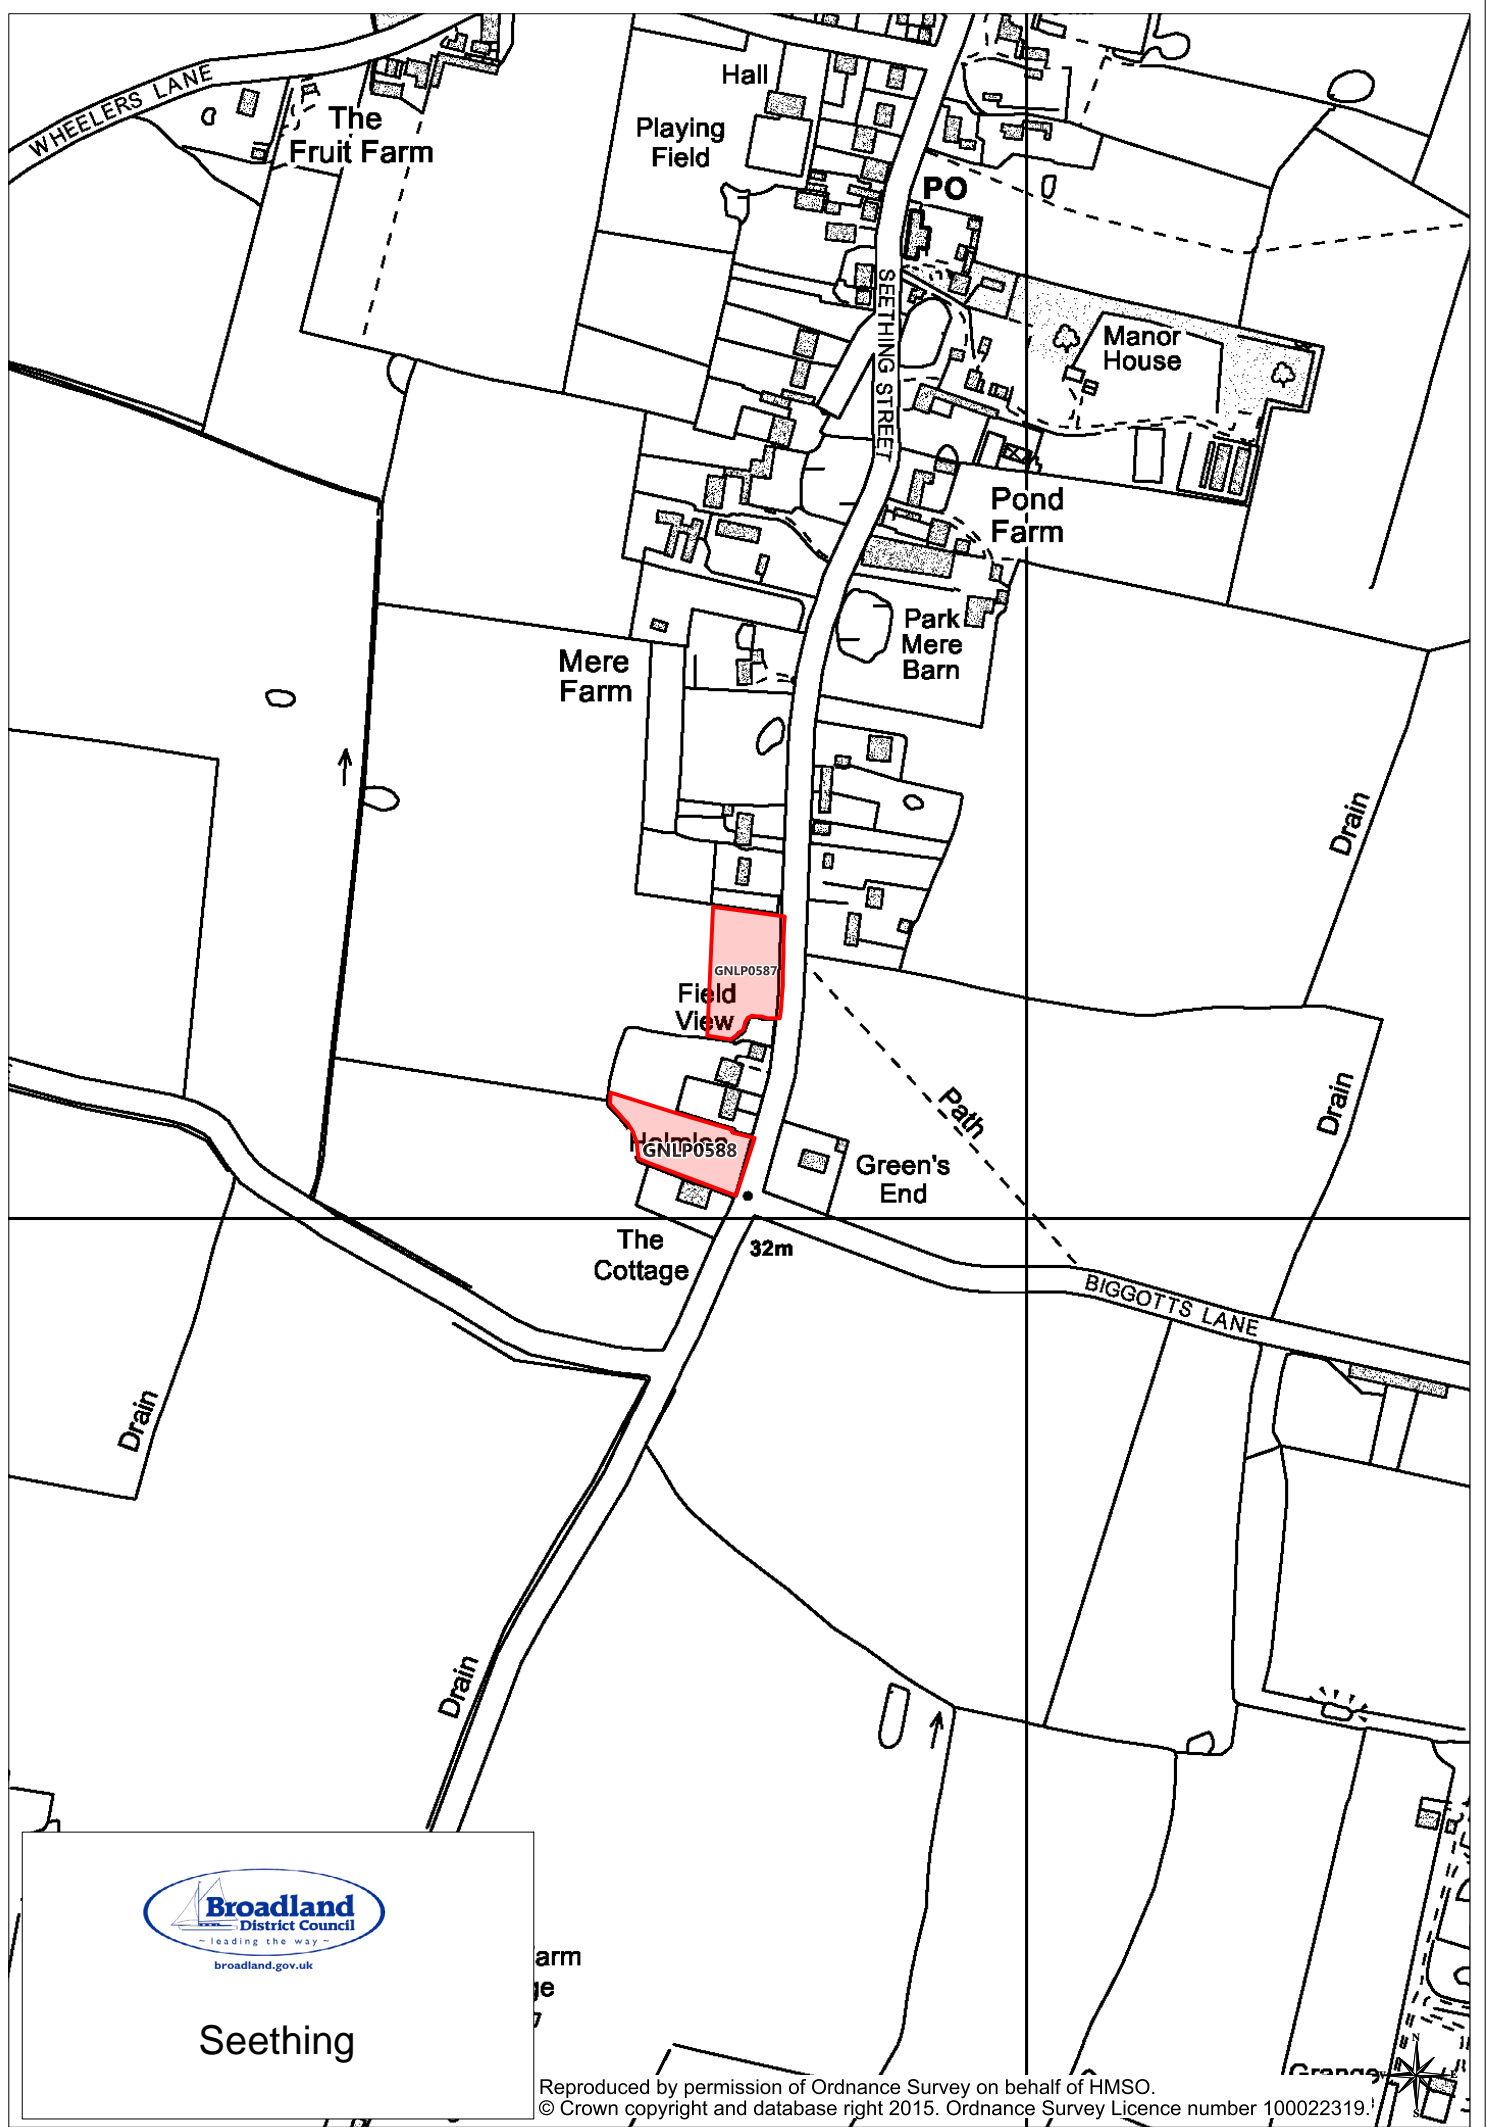 WHEELERS LANE
The
Fruit Farm
Hall
Playing
Field
PO
SEETHING STREET
Manor
House
Pond
Farm
Park
Mere
Barn
Mere
Farm
Drain
GNLP0587
Field
View
Path
Drain
GNLP0588
Green's
End
The
Cottage
32m
BIGGOTTS LANE
Drain
Drain
Broadland
District Council
~ leading the way ~
broadland.gov.uk
Seething
arm
ge
Grange
N
S
Reproduced by permission of Ordnance Survey on behalf of HMSO.
© Crown copyright and database right 2015. Ordnance Survey Licence number 100022319.